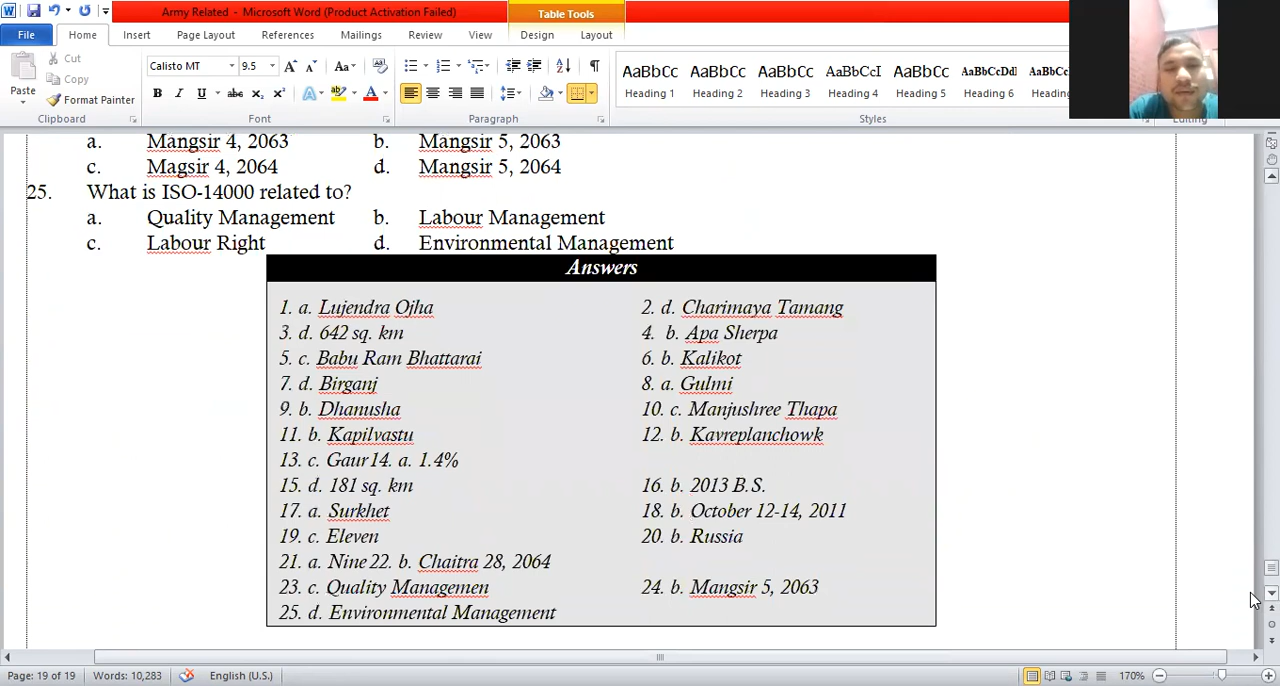 Army Related - Microsoft Word (Product Activation Failed)
Table Tools
File Home Insert Page Layout References Mailings Review View Design Layout
Cut
Copy
Paste
Format Painter
Calisto MT 9.5
AaBbCc AaBbCc AaBbCc AaBbCcI AaBbCc AaBbCcDd AaBbCc
Heading 1 Heading 2 Heading 3 Heading 4 Heading 5 Heading 6 Heading
Clipboard Font Paragraph Styles Editing
a. Mangsir 4, 2063 b. Mangsir 5, 2063
c. Magsir 4, 2064 d. Mangsir 5, 2064
25. What is ISO-14000 related to?
a. Quality Management b. Labour Management
c. Labour Right d. Environmental Management
Answers
1. a. Lujendra Ojha 2. d. Charimaya Tamang
3. d. 642 sq. km 4. b. Apa Sherpa
5. c. Babu Ram Bhattarai 6. b. Kalikot
7. d. Birganj 8. a. Gulmi
9. b. Dhanusha 10. c. Manjushree Thapa
11. b. Kapilvastu 12. b. Kavreplanchowk
13. c. Gaur 14. a. 1.4%
15. d. 181 sq. km 16. b. 2013 B.S.
17. a. Surkhet 18. b. October 12-14, 2011
19. c. Eleven 20. b. Russia
21. a. Nine 22. b. Chaitra 28, 2064
23. c. Quality Managemen 24. b. Mangsir 5, 2063
25. d. Environmental Management
Page: 19 of 19 Words: 10,283 English (U.S.) 170%